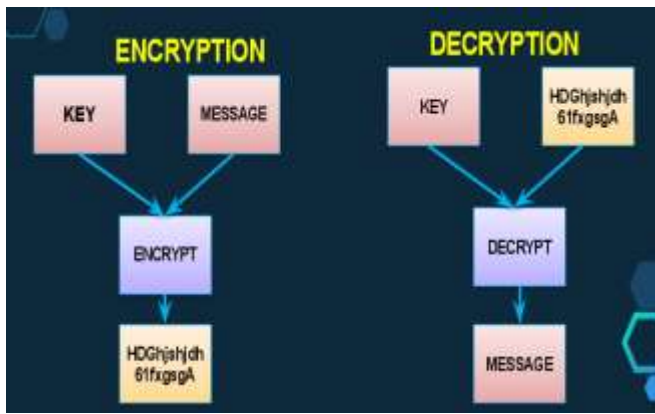 ENCRYPTION
KEY
MESSAGE
ENCRYPT
HDGhjshjdh
61fxgsgA
DECRYPTION
KEY
HDGhjshjdh
61fxgsgA
DECRYPT
MESSAGE